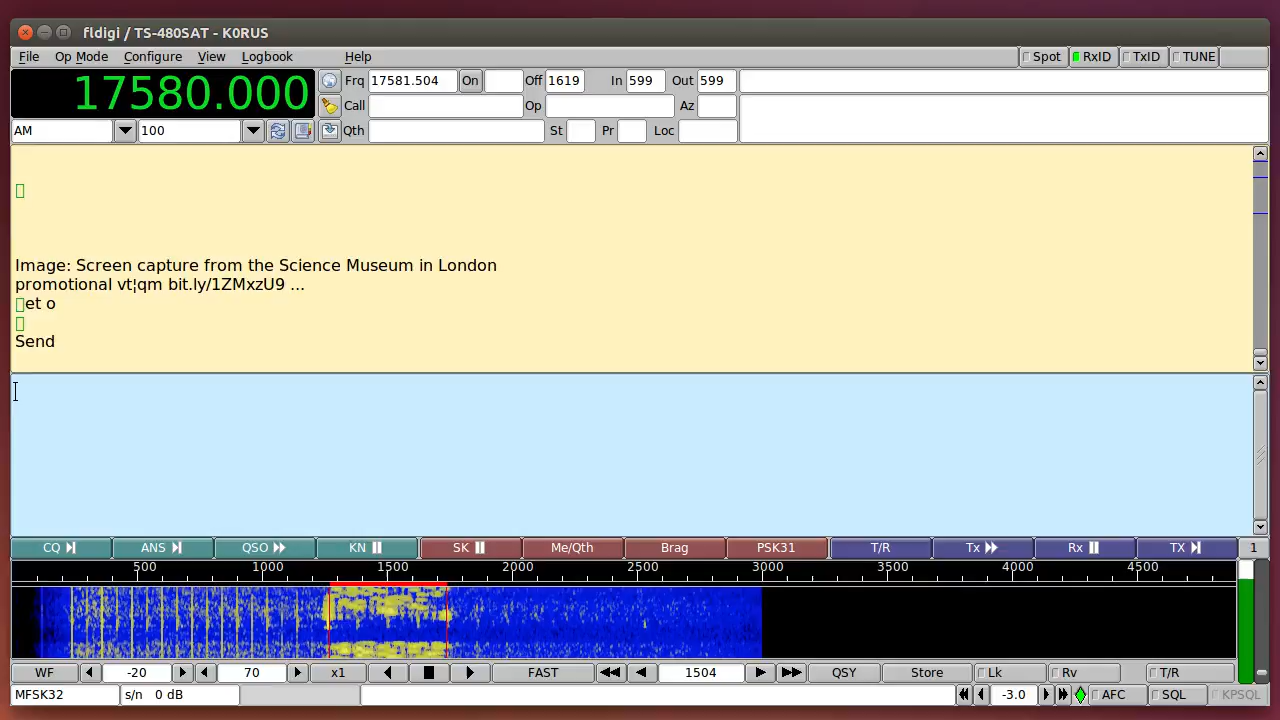 fldigi / TS-480SAT - K0RUS
File Op Mode Configure View Logbook Help Spot RxID TxID TUNE
17580.000 Frq 17581.504 On Off 1619 In 599 Out 599
Call Op Az
AM 100 Qth St Pr Loc
Image: Screen capture from the Science Museum in London
promotional vt¦qm bit.ly/1ZMxzU9 ...
et o
Send
CQ ANS QSO KN SK Me/Qth Brag PSK31 T/R Tx Rx TX 1
500 1000 1500 2000 2500 3000 3500 4000 4500
WF -20 70 x1 FAST 1504 QSY Store Lk Rv T/R
MFSK32 s/n 0 dB -3.0 AFC SQL KPSQL